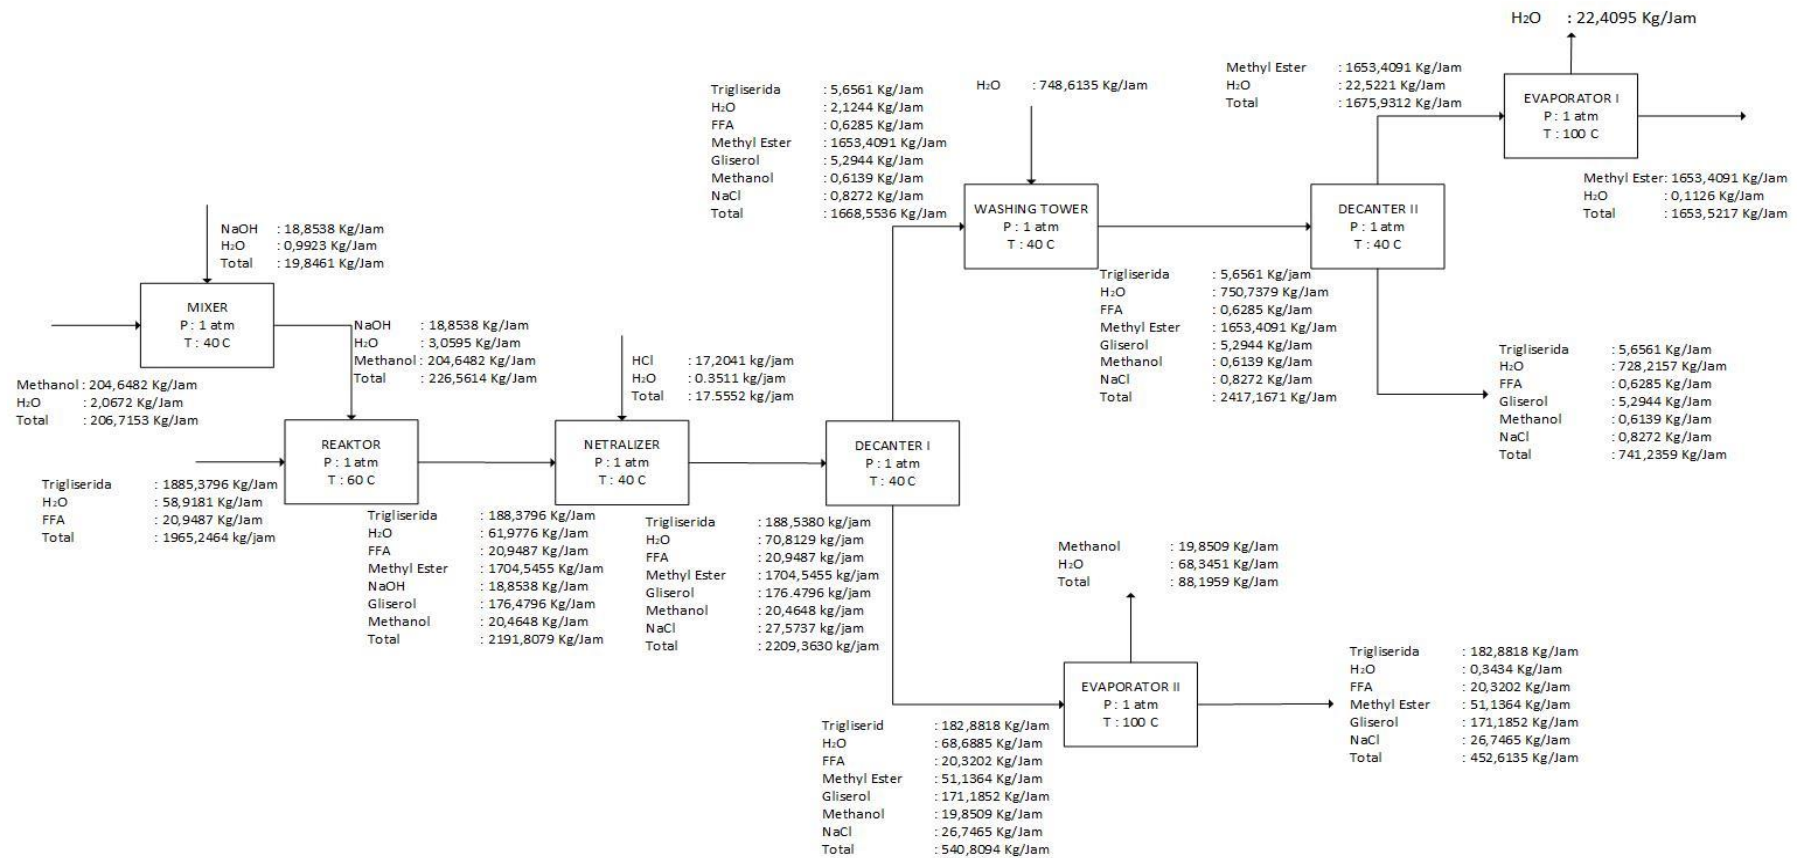 H₂O : 22,4095 Kg/Jam
Methyl Ester : 1653,4091 Kg/Jam
H₂O : 22,5221 Kg/Jam
Total : 1675,9312 Kg/Jam
EVAPORATOR I
P : 1 atm
T : 100 C
Methyl Ester: 1653,4091 Kg/Jam
H₂O : 0,1126 Kg/Jam
Total : 1653,5217 Kg/Jam
Trigliserida : 5,6561 Kg/Jam
H₂O : 2,1244 Kg/Jam
FFA : 0,6285 Kg/Jam
Methyl Ester : 1653,4091 Kg/Jam
Gliserol : 5,2944 Kg/Jam
Methanol : 0,6139 Kg/Jam
NaCl : 0,8272 Kg/Jam
Total : 1668,5536 Kg/Jam
H₂O : 748,6135 Kg/Jam
WASHING TOWER
P : 1 atm
T : 40 C
DECANTER II
P : 1 atm
T : 40 C
Trigliserida : 5,6561 Kg/jam
H₂O : 750,7379 Kg/Jam
FFA : 0,6285 Kg/Jam
Methyl Ester : 1653,4091 Kg/Jam
Gliserol : 5,2944 Kg/Jam
Methanol : 0,6139 Kg/Jam
NaCl : 0,8272 Kg/Jam
Total : 2417,1671 Kg/Jam
Trigliserida : 5,6561 Kg/Jam
H₂O : 728,2157 Kg/Jam
FFA : 0,6285 Kg/Jam
Gliserol : 5,2944 Kg/Jam
Methanol : 0,6139 Kg/Jam
NaCl : 0,8272 Kg/Jam
Total : 741,2359 Kg/Jam
NaOH : 18,8538 Kg/Jam
H₂O : 0,9923 Kg/Jam
Total : 19,8461 Kg/Jam
MIXER
P : 1 atm
T : 40 C
Methanol : 204,6482 Kg/Jam
H₂O : 2,0672 Kg/Jam
Total : 206,7153 Kg/Jam
NaOH : 18,8538 Kg/Jam
H₂O : 3,0595 Kg/Jam
Methanol : 204,6482 Kg/Jam
Total : 226,5614 Kg/Jam
HCl : 17,2041 kg/jam
H₂O : 0.3511 kg/jam
Total : 17.5552 kg/jam
REAKTOR
P : 1 atm
T : 60 C
NETRALIZER
P : 1 atm
T : 40 C
DECANTER I
P : 1 atm
T : 40 C
Trigliserida : 1885,3796 Kg/Jam
H₂O : 58,9181 Kg/Jam
FFA : 20,9487 Kg/Jam
Total : 1965,2464 kg/jam
Trigliserida : 188,3796 Kg/Jam
H₂O : 61,9776 Kg/Jam
FFA : 20,9487 Kg/Jam
Methyl Ester : 1704,5455 Kg/Jam
NaOH : 18,8538 Kg/Jam
Gliserol : 176,4796 Kg/Jam
Methanol : 20,4648 Kg/Jam
Total : 2191,8079 Kg/Jam
Trigliserida : 188,5380 kg/jam
H₂O : 70,8129 Kg/Jam
FFA : 20,9487 Kg/Jam
Methyl Ester : 1704,5455 kg/jam
Gliserol : 176.4796 kg/jam
Methanol : 20,4648 Kg/Jam
NaCl : 27,5737 kg/jam
Total : 2209,3630 kg/jam
Methanol : 19,8509 Kg/Jam
H₂O : 68,3451 Kg/Jam
Total : 88,1959 Kg/Jam
EVAPORATOR II
P : 1 atm
T : 100 C
Trigliserid : 182,8818 Kg/Jam
H₂O : 68,6885 Kg/Jam
FFA : 20,3202 Kg/Jam
Methyl Ester : 51,1364 Kg/Jam
Gliserol : 171,1852 Kg/Jam
Methanol : 19,8509 Kg/Jam
NaCl : 26,7465 Kg/Jam
Total : 540,8094 Kg/Jam
Trigliserida : 182,8818 Kg/Jam
H₂O : 0,3434 Kg/Jam
FFA : 20,3202 Kg/Jam
Methyl Ester : 51,1364 Kg/Jam
Gliserol : 171,1852 Kg/Jam
NaCl : 26,7465 Kg/Jam
Total : 452,6135 Kg/Jam